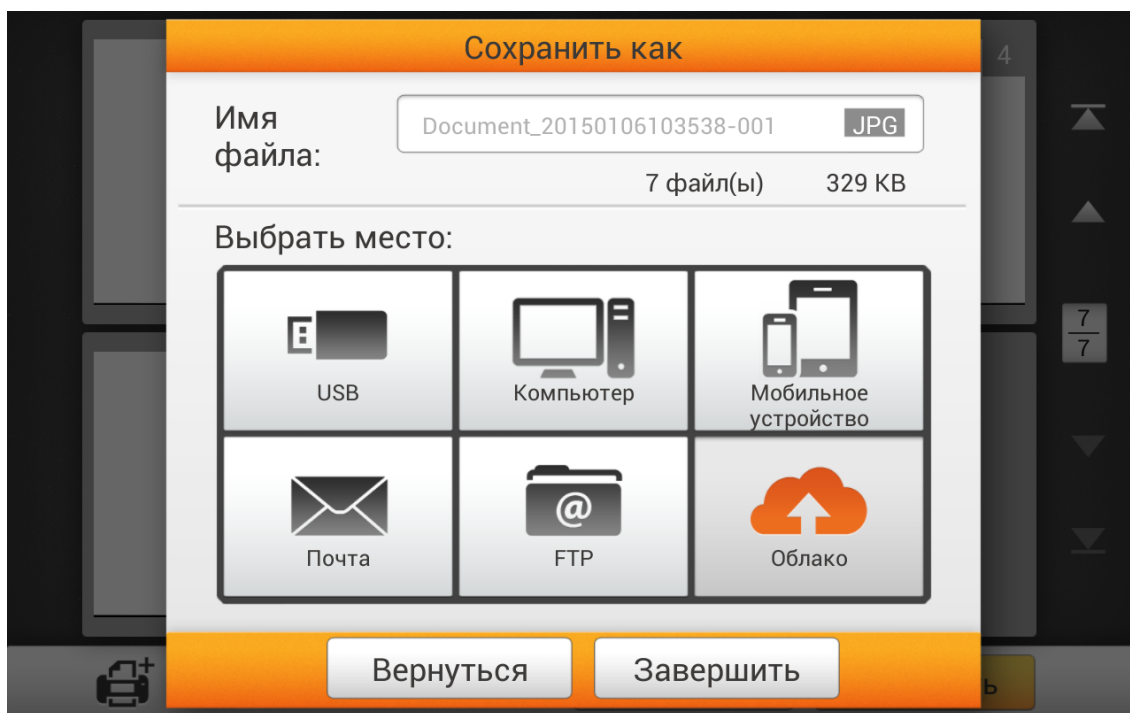 Сохранить как
4
Имя
файла:
Document_20150106103538-001 JPG
7 файл(ы) 329 KB
Выбрать место:
7
7
USB
Компьютер
Мобильное
устройство
@
Почта
FTP
Облако
Вернуться
Завершить
ь